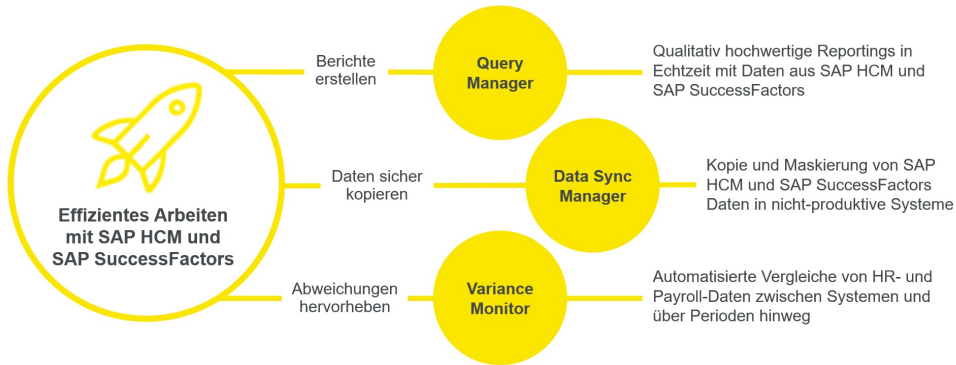 Effizientes Arbeiten
mit SAP HCM und
SAP SuccessFactors
Berichte
erstellen
Query
Manager
Qualitativ hochwertige Reportings in
Echtzeit mit Daten aus SAP HCM und
SAP SuccessFactors
Daten sicher
kopieren
Data Sync
Manager
Kopie und Maskierung von SAP
HCM und SAP SuccessFactors
Daten in nicht-produktive Systeme
Abweichungen
hervorheben
Variance
Monitor
Automatisierte Vergleiche von HR- und
Payroll-Daten zwischen Systemen und
über Perioden hinweg